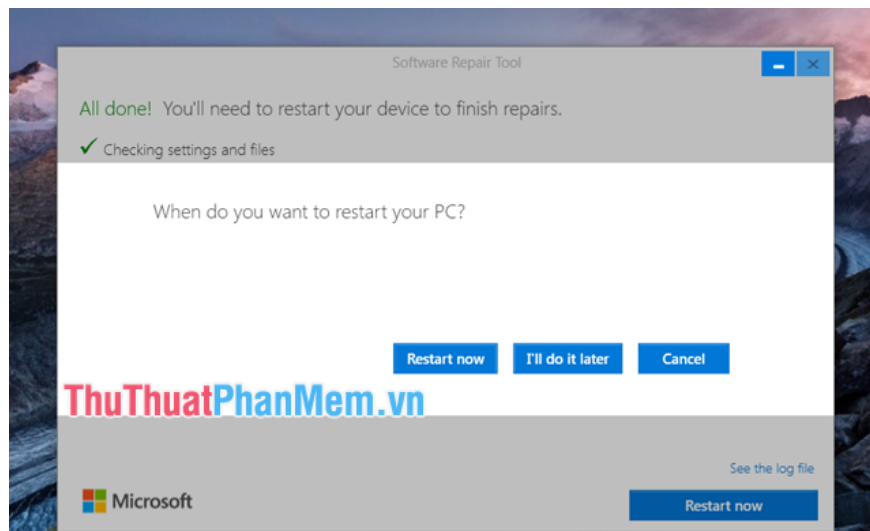 Software Repair Tool
All done! You'll need to restart your device to finish repairs.
Checking settings and files
When do you want to restart your PC?
Restart now I'll do it later Cancel
ThuThuatPhanMem.vn
See the log file
Microsoft Restart now